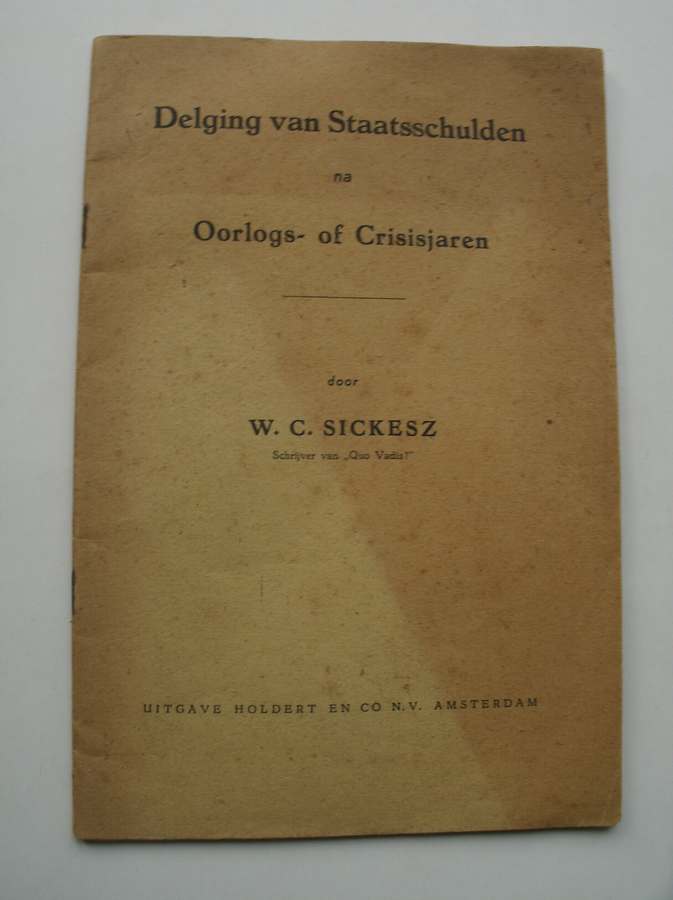 Delging van Staatsschulden
na
Oorlogs- of Crisisjaren
door
W. C. SICKESZ
Schrijver van „Quo Vadis?"
UITGAVE HOLDERT EN CO N.V. AMSTERDAM